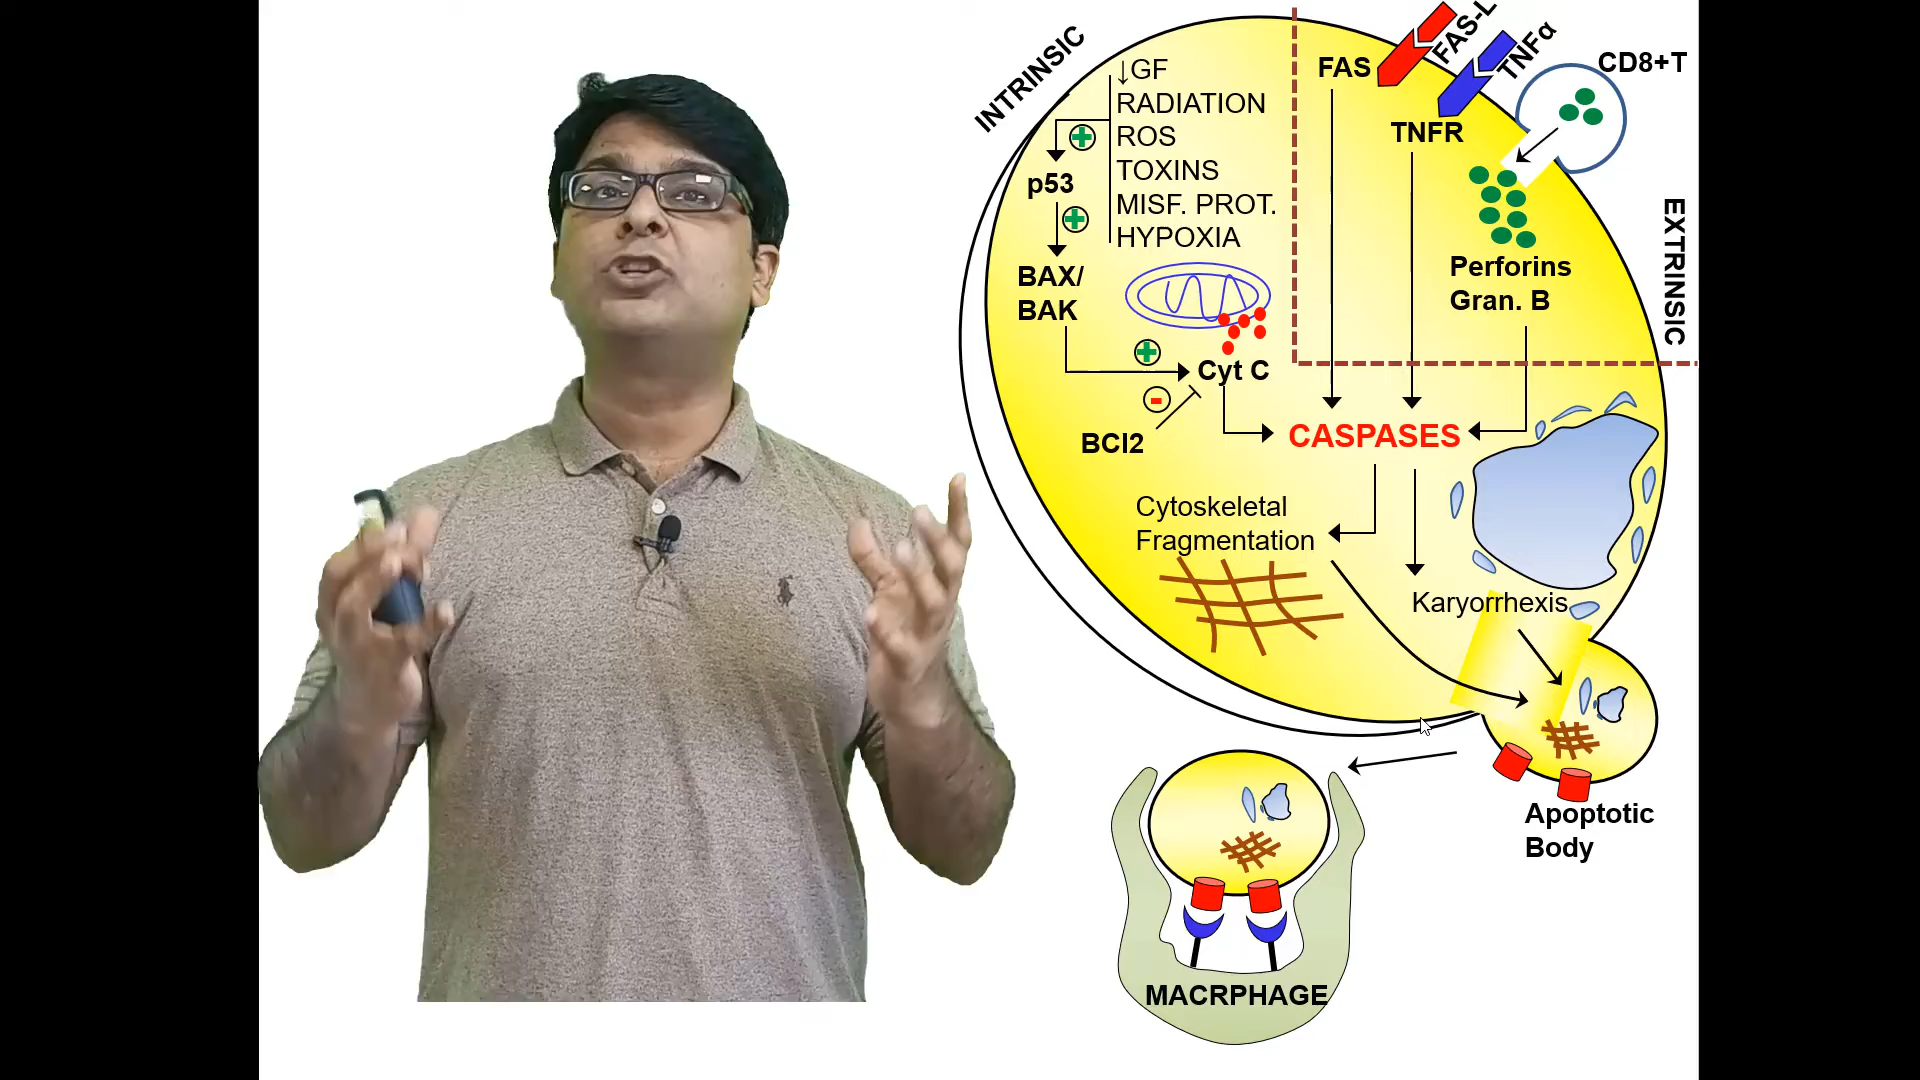 INTRINSIC
↓GF
RADIATION
ROS
TOXINS
MISF. PROT.
HYPOXIA
p53
BAX/
BAK
Cyt C
BCl2
FAS
FAS-L
TNFα
TNFR
CD8+T
Perforins
Gran. B
EXTRINSIC
CASPASES
Cytoskeletal
Fragmentation
Karyorrhexis
Apoptotic
Body
MACRPHAGE